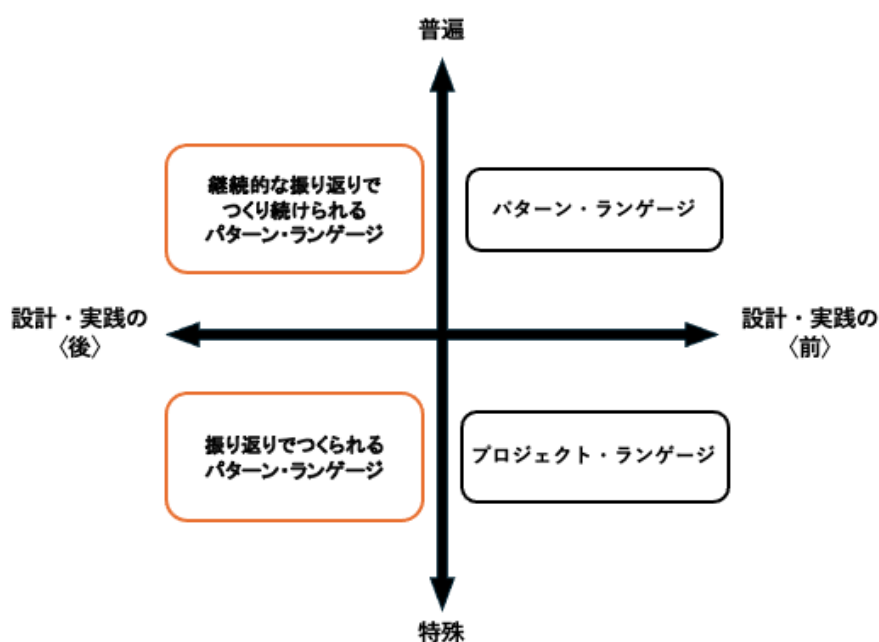 普遍
継続的な振り返りで
つくり続けられる
パターン・ランゲージ
パターン・ランゲージ
設計・実践の
〈後〉
設計・実践の
〈前〉
振り返りでつくられる
パターン・ランゲージ
プロジェクト・ランゲージ
特殊